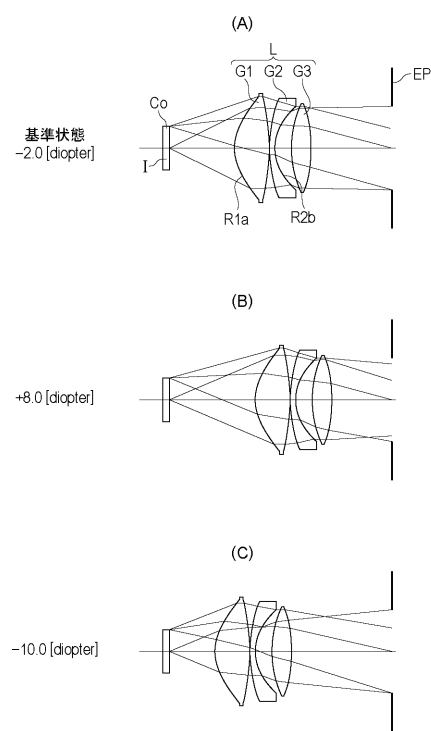 (A)
L
G1 G2 G3
EP
Co
基準状態
−2.0 [diopter]
I
R1a
R2b
(B)
+8.0 [diopter]
(C)
−10.0 [diopter]